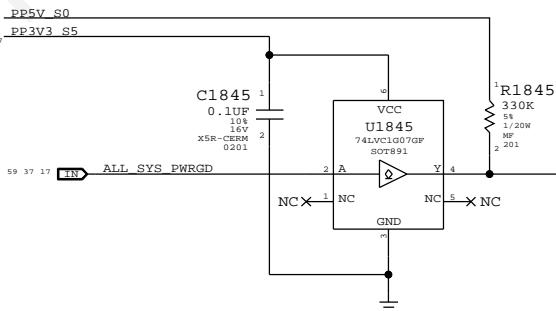 PP5V_S0
PP3V3_S5
7
C1845
0.1UF
10%
16V
X5R-CERM
0201
1
2
6
VCC
U1845
74LVC1G07GF
SOT891
1
R1845
330K
5%
1/20W
MF
201
2
59 37 17
IN
ALL_SYS_PWRGD
2
A
Y
4
NC
1
NC
NC
5
NC
GND
3